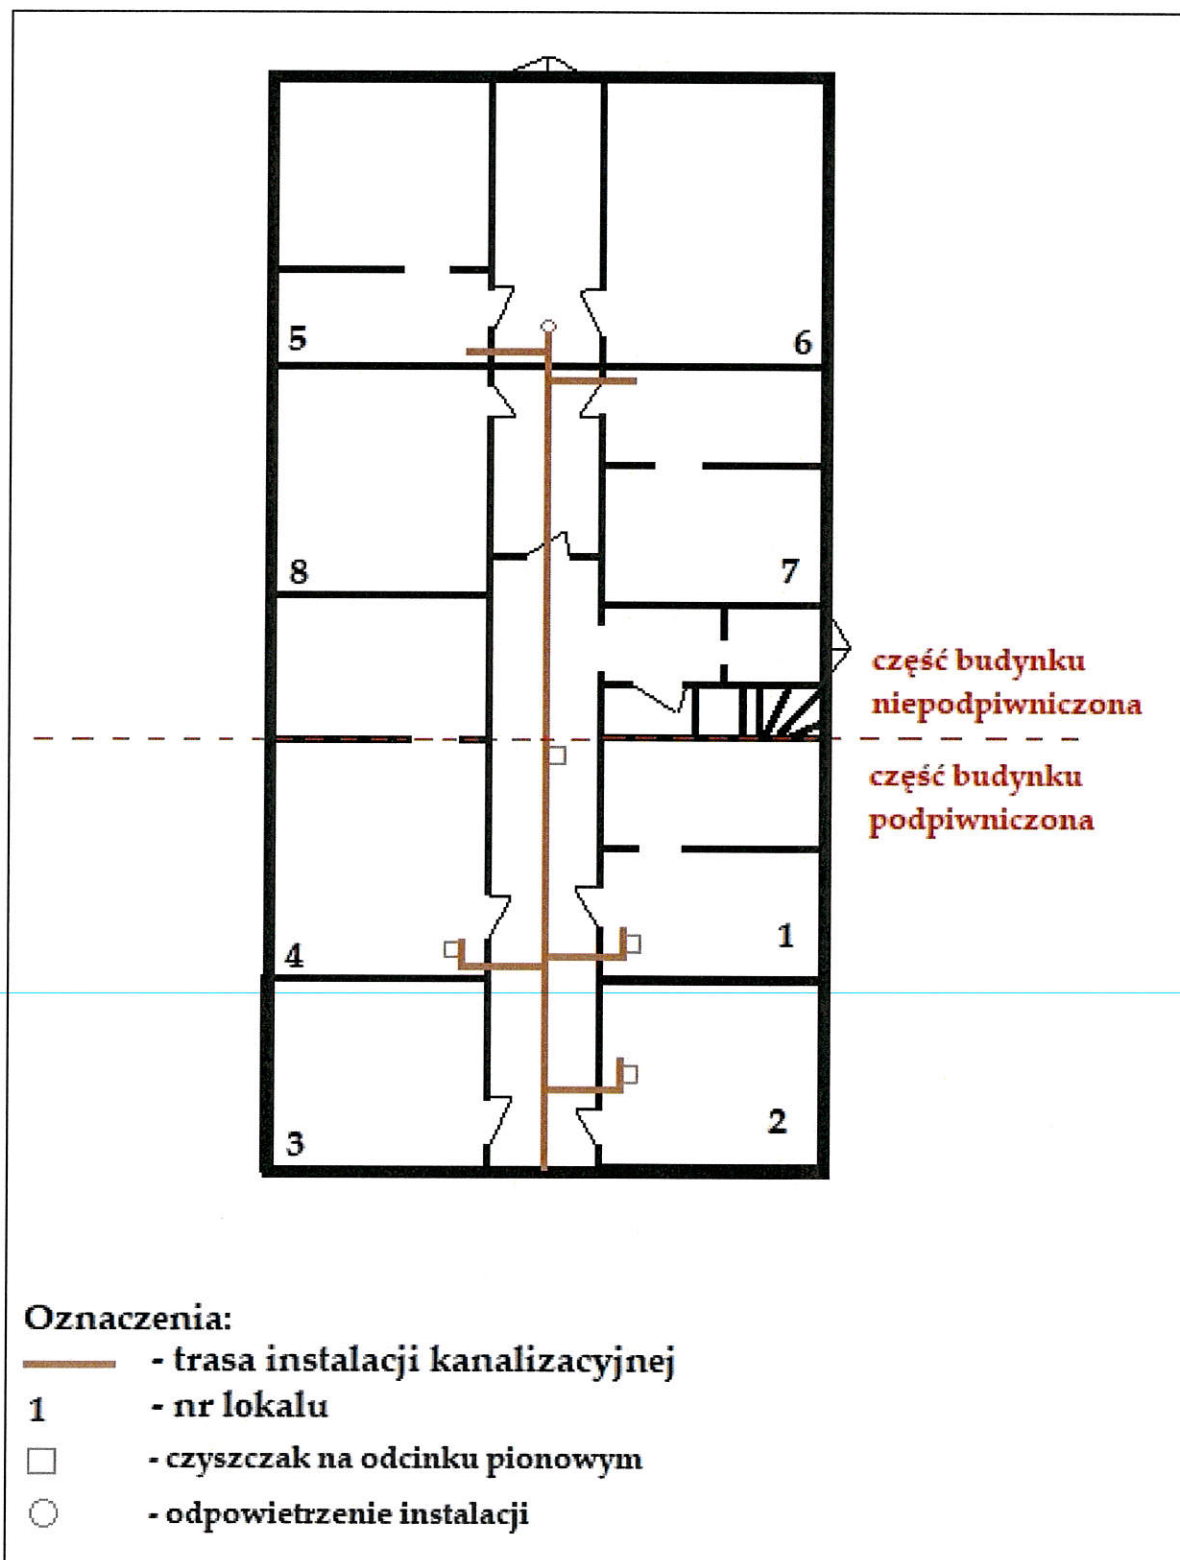 5
6
8
7
część budynku
niepodpiwniczona
część budynku
podpiwniczona
1
4
2
3
Oznaczenia:
- trasa instalacji kanalizacyjnej
1 - nr lokalu
- czyszczak na odcinku pionowym
- odpowietrzenie instalacji